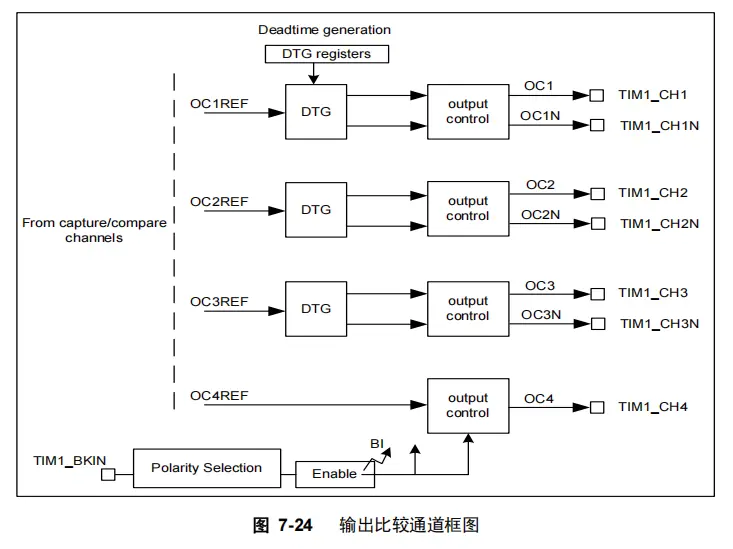 Deadtime generation
DTG registers
OC1REF
DTG
output
control
OC1
TIM1_CH1
OC1N
TIM1_CH1N
From capture/compare
channels
OC2REF
DTG
output
control
OC2
TIM1_CH2
OC2N
TIM1_CH2N
OC3REF
DTG
output
control
OC3
TIM1_CH3
OC3N
TIM1_CH3N
OC4REF
output
control
OC4
TIM1_CH4
TIM1_BKIN
Polarity Selection
Enable
BI
图 7-24 输出比较通道框图